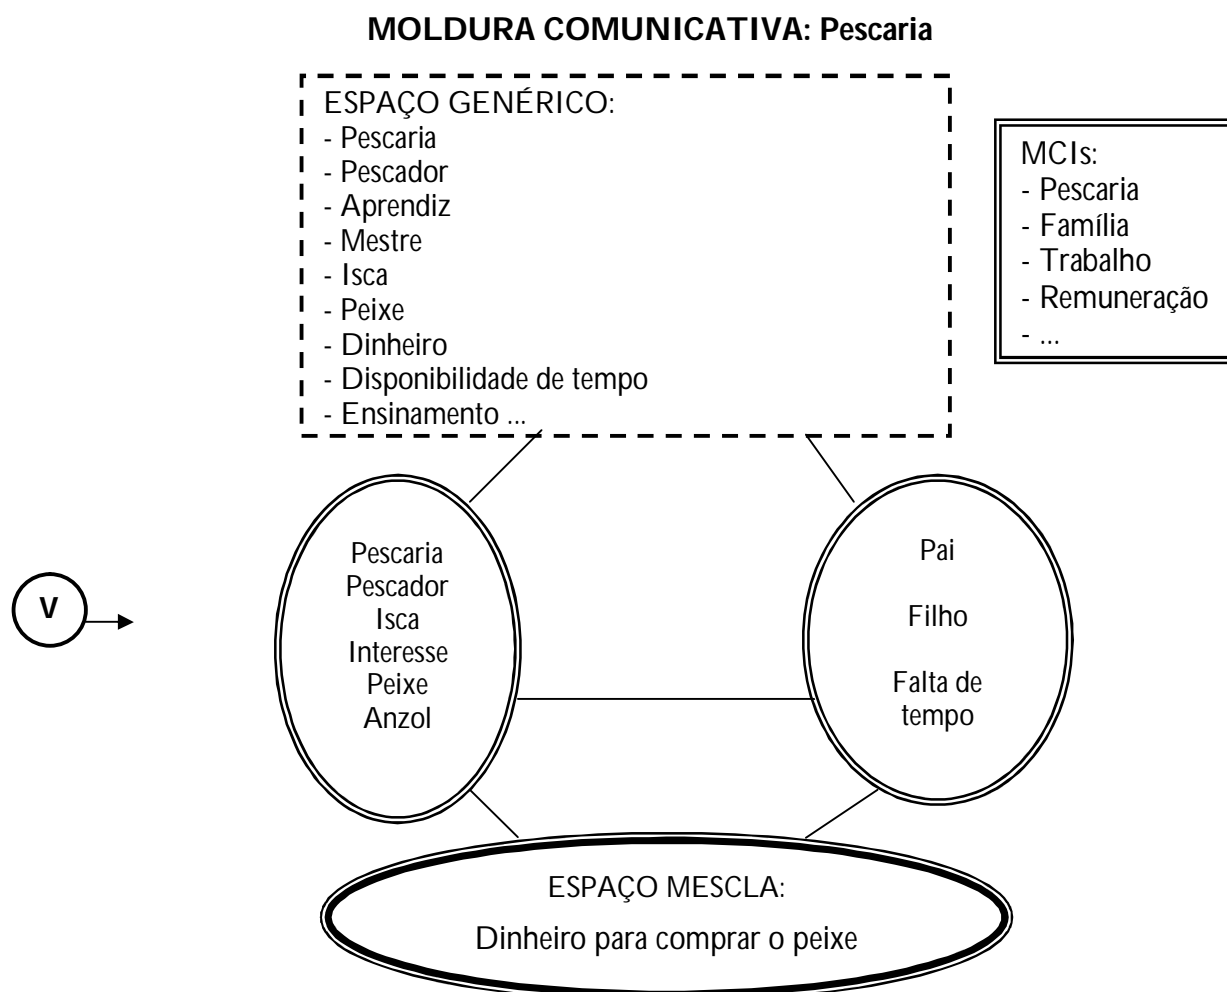 MOLDURA COMUNICATIVA: Pescaria
ESPAÇO GENÉRICO:
- Pescaria
- Pescador
- Aprendiz
- Mestre
- Isca
- Peixe
- Dinheiro
- Disponibilidade de tempo
- Ensinamento ...
MCIs:
- Pescaria
- Família
- Trabalho
- Remuneração
- ...
V
Pescaria
Pescador
Isca
Interesse
Peixe
Anzol
Pai
Filho
Falta de
tempo
ESPAÇO MESCLA:
Dinheiro para comprar o peixe